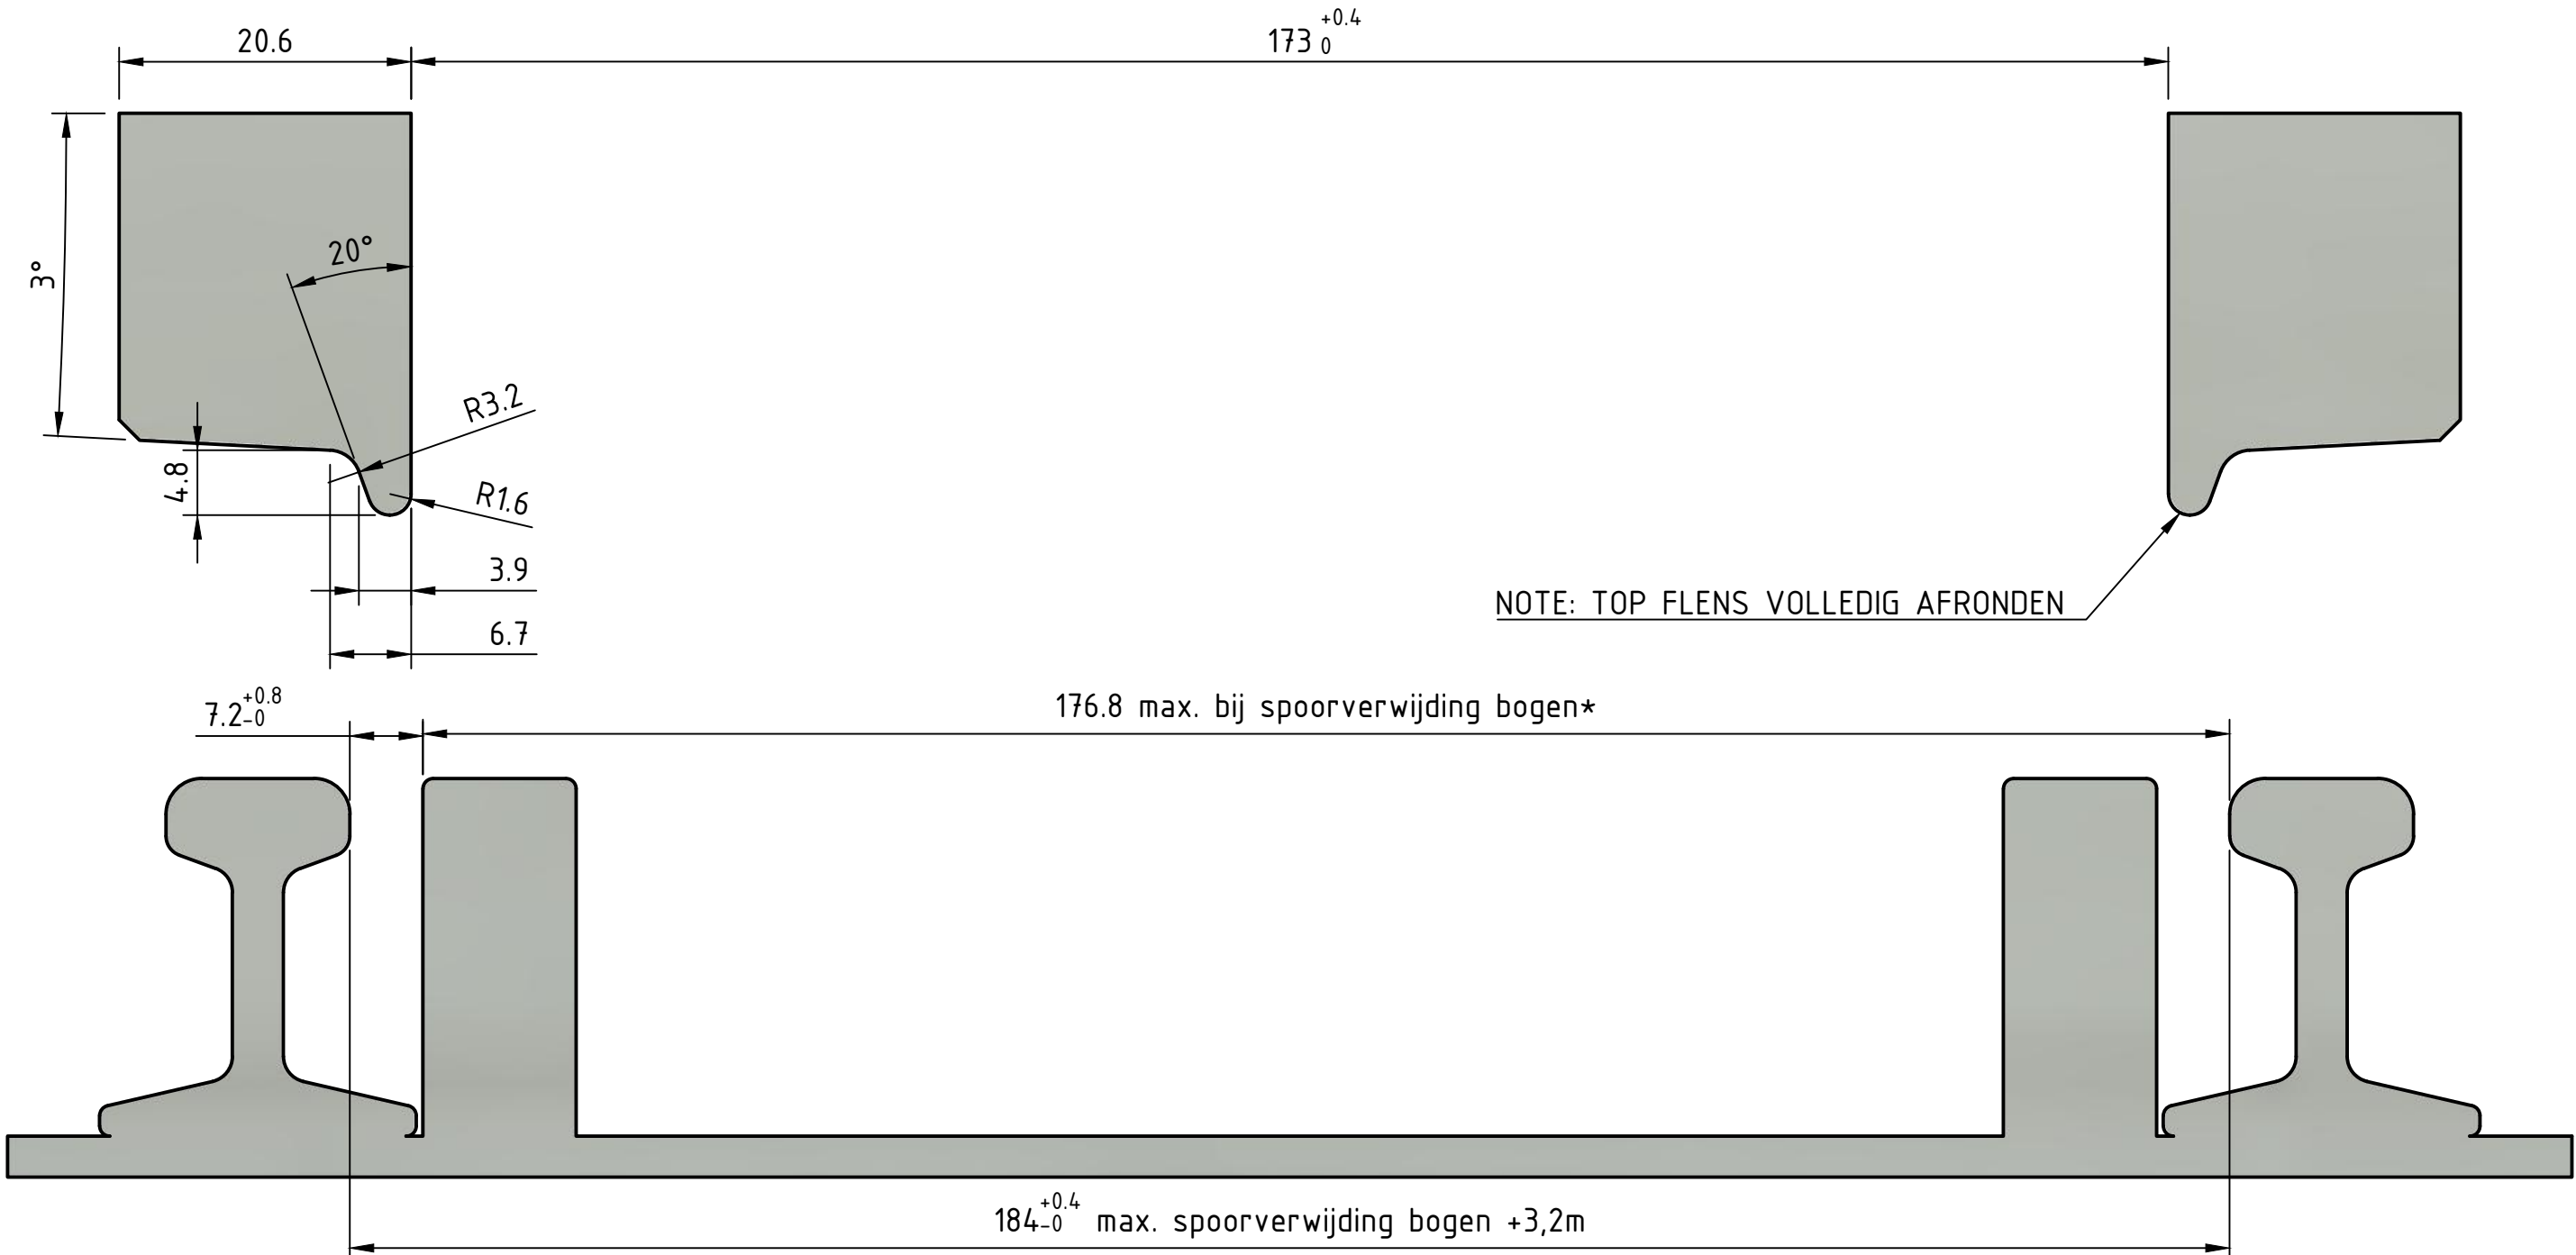 20.6
173 +0.4 0
20°
3°
R3.2
4.8
R1.6
3.9
NOTE: TOP FLENS VOLLEDIG AFRONDEN
6.7
7.2 +0.8 -0
176.8 max. bij spoorverwijding bogen*
184 +0.4 -0 max. spoorverwijding bogen +3,2m